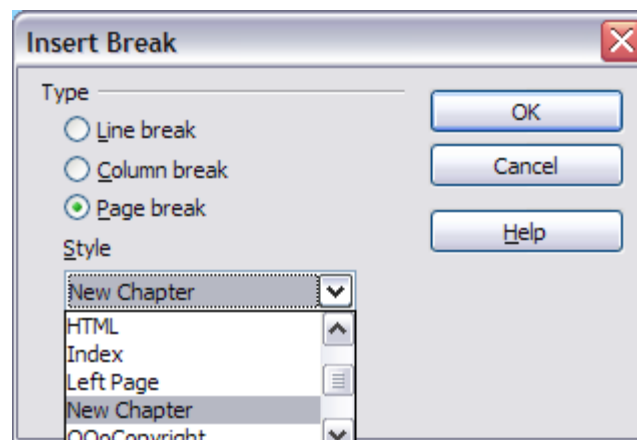 Insert Break
Type
Line break
Column break
Page break
Style
New Chapter
HTML
Index
Left Page
New Chapter
OOoCopyright
OK
Cancel
Help